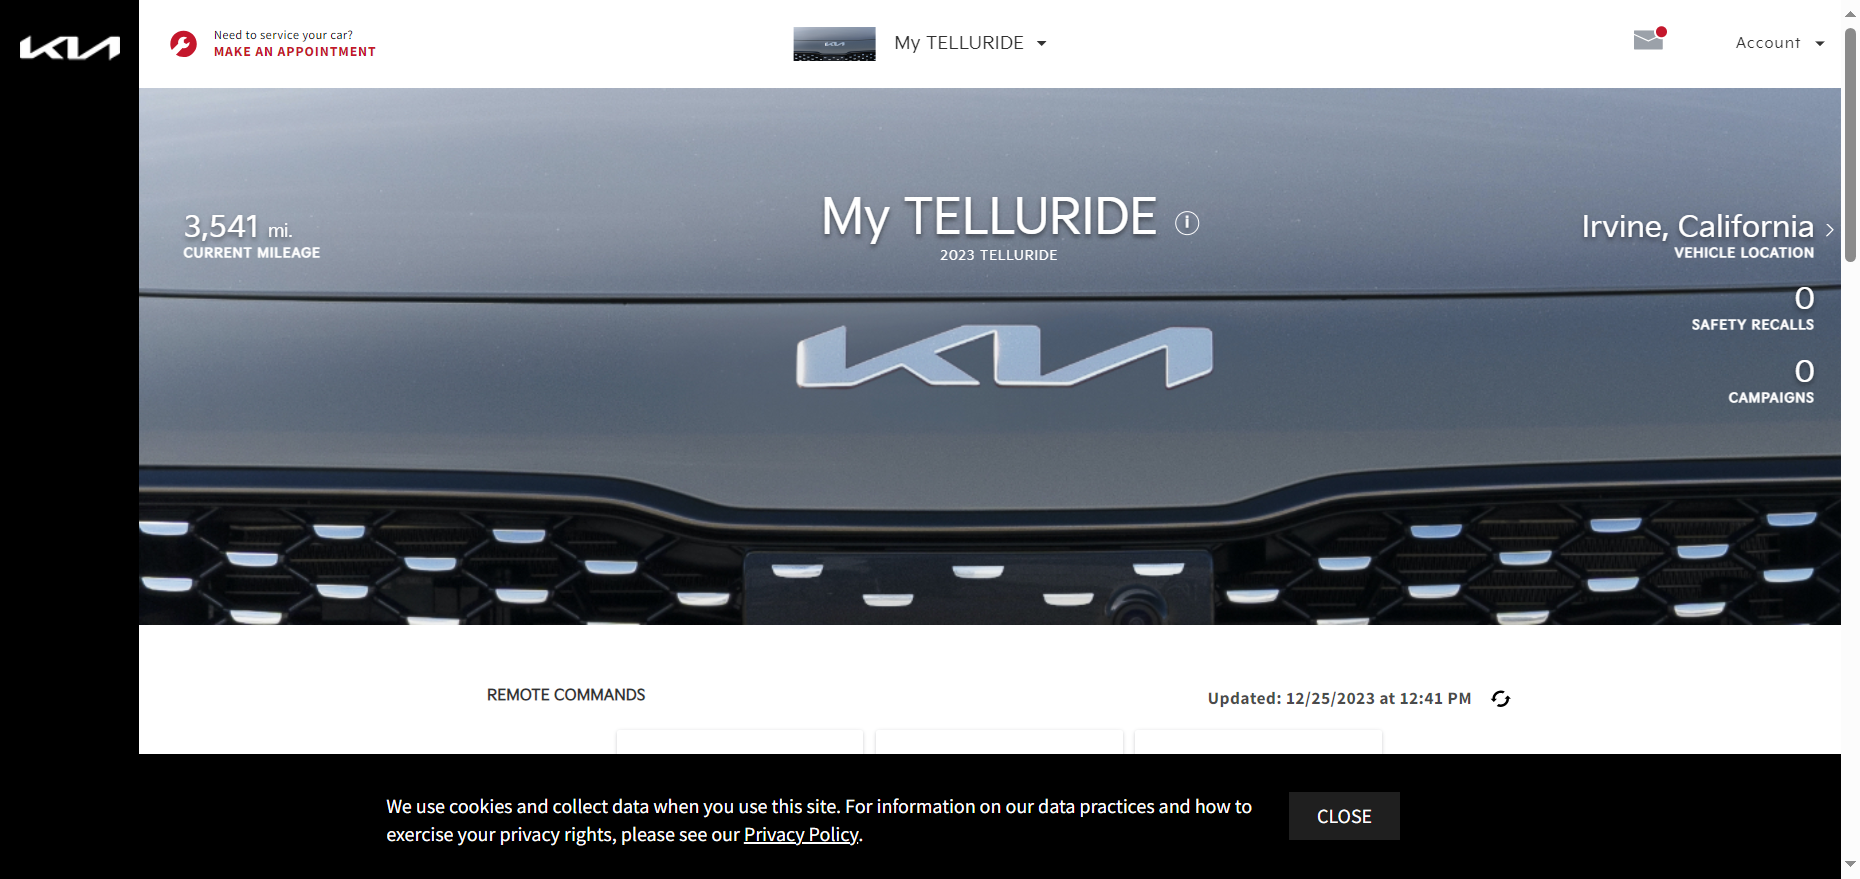 KIA
Need to service your car?
MAKE AN APPOINTMENT
My TELLURIDE
Account
3,541 mi.
CURRENT MILEAGE
My TELLURIDE
2023 TELLURIDE
Irvine, California
VEHICLE LOCATION
0
SAFETY RECALLS
0
CAMPAIGNS
KIA
REMOTE COMMANDS
Updated: 12/25/2023 at 12:41 PM
We use cookies and collect data when you use this site. For information on our data practices and how to
exercise your privacy rights, please see our Privacy Policy.
CLOSE